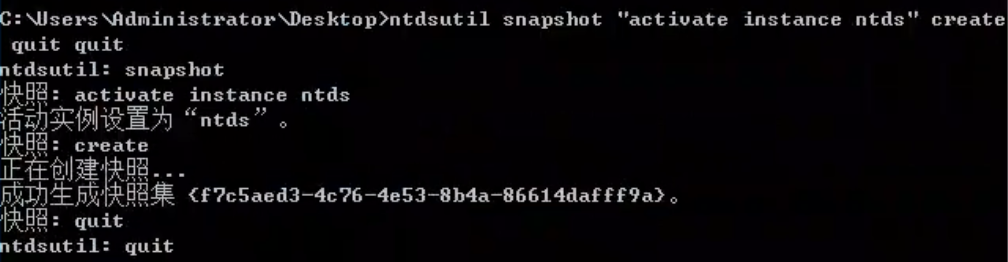 C:\Users\Administrator\Desktop>ntdsutil snapshot "activate instance ntds" create
 quit quit
ntdsutil: snapshot
快照: activate instance ntds
活动实例设置为“ntds”。
快照: create
正在创建快照...
成功生成快照集 {f7c5aed3-4c76-4e53-8b4a-86614dafff9a}。
快照: quit
ntdsutil: quit